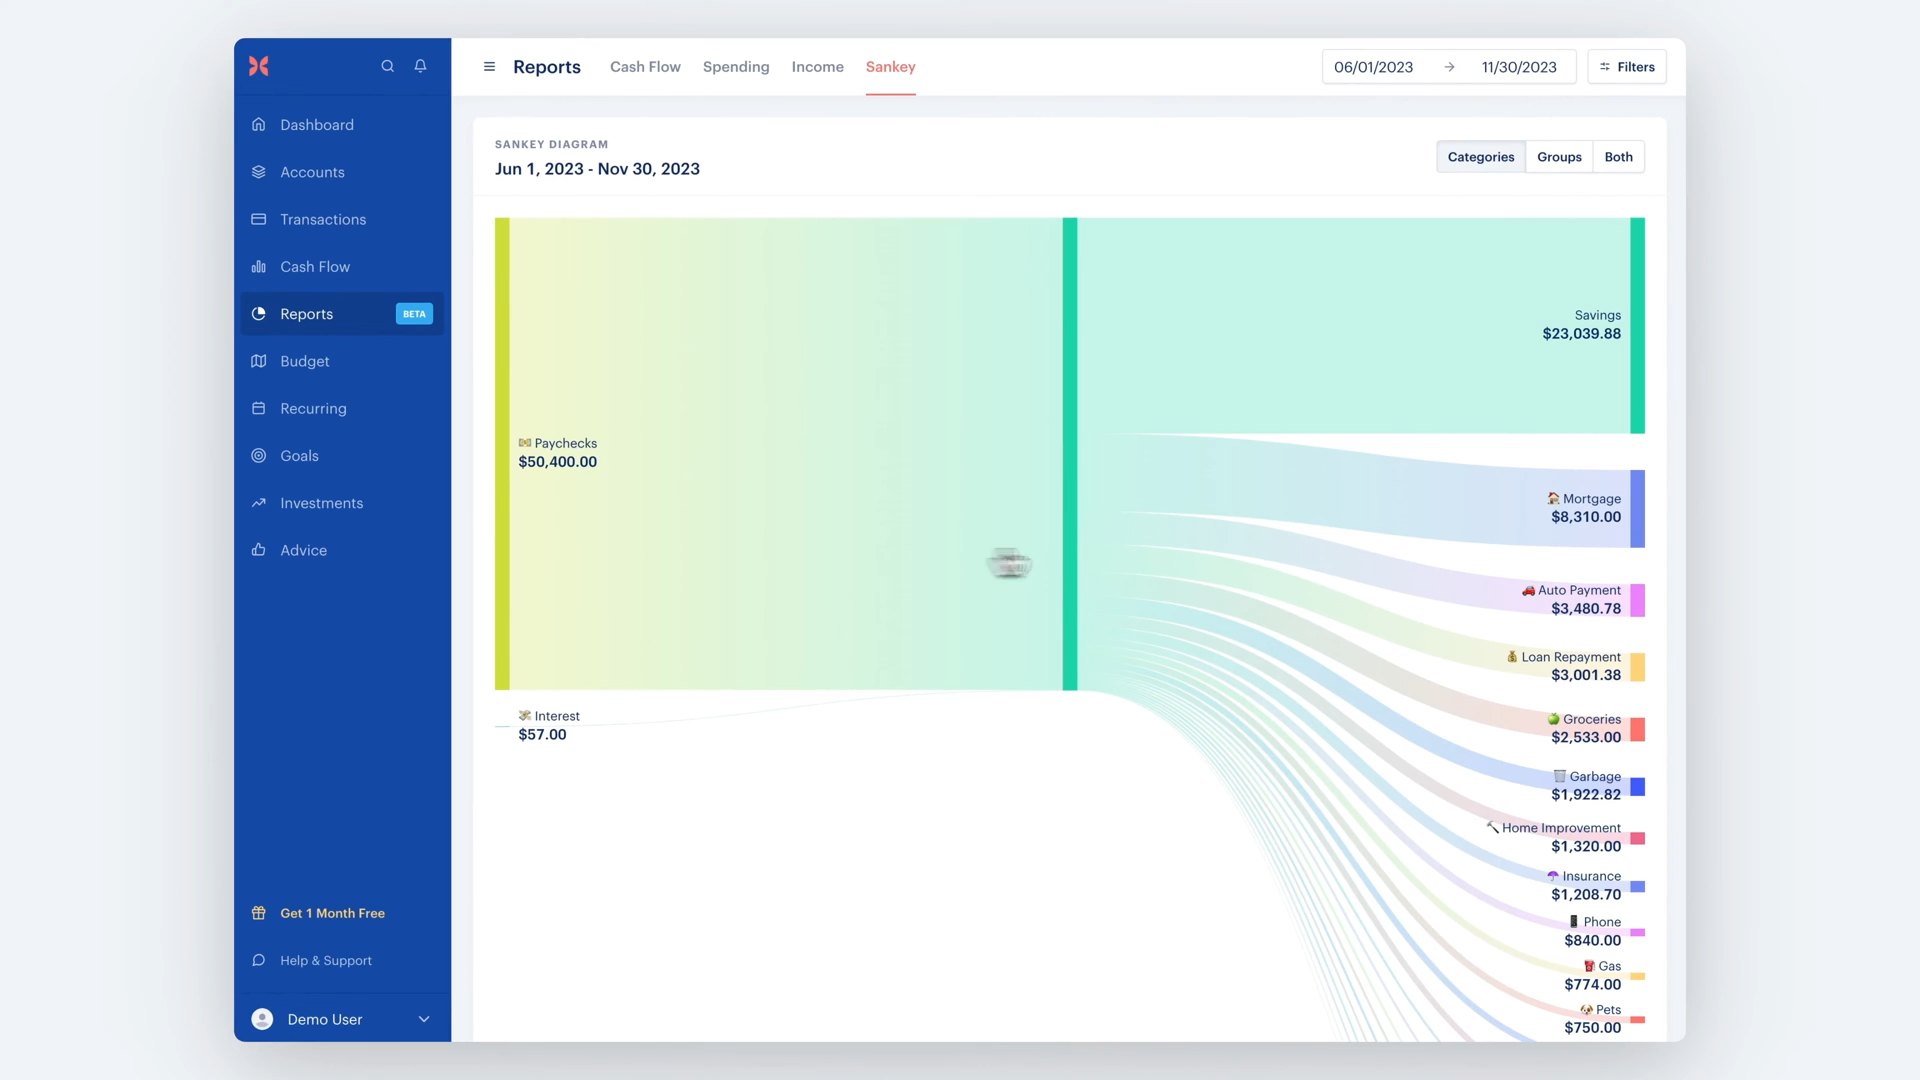 Reports
Cash Flow
Spending
Income
Sankey
06/01/2023
11/30/2023
Filters
Dashboard
Accounts
Transactions
Cash Flow
Reports
BETA
Budget
Recurring
Goals
Investments
Advice
Get 1 Month Free
Help & Support
Demo User
SANKEY DIAGRAM
Jun 1, 2023 - Nov 30, 2023
Categories
Groups
Both
Paychecks
$50,400.00
Interest
$57.00
Savings
$23,039.88
Mortgage
$8,310.00
Auto Payment
$3,480.78
Loan Repayment
$3,001.38
Groceries
$2,533.00
Garbage
$1,922.82
Home Improvement
$1,320.00
Insurance
$1,208.70
Phone
$840.00
Gas
$774.00
Pets
$750.00